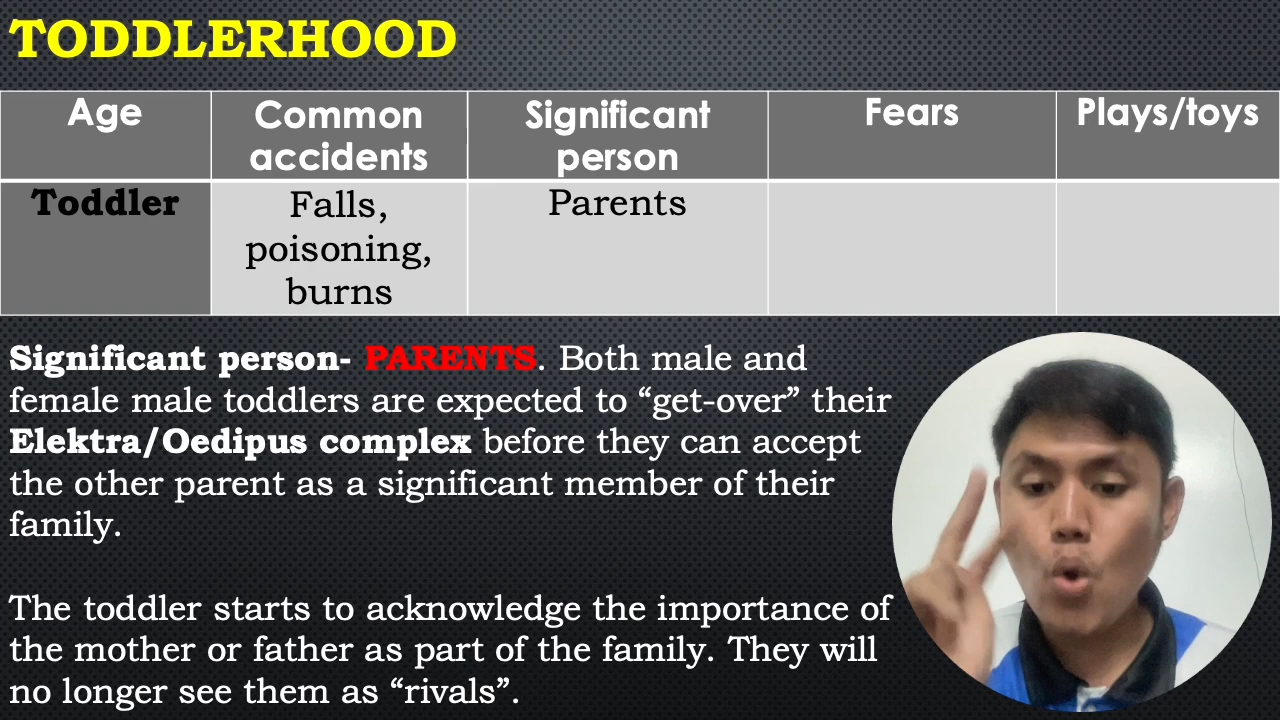 TODDLERHOOD
Age
Common
accidents
Significant
person
Fears
Plays/toys
Toddler
Falls,
poisoning,
burns
Parents
Significant person- PARENTS. Both male and
female male toddlers are expected to “get-over” their
Elektra/Oedipus complex before they can accept
the other parent as a significant member of their
family.
The toddler starts to acknowledge the importance of
the mother or father as part of the family. They will
no longer see them as “rivals”.